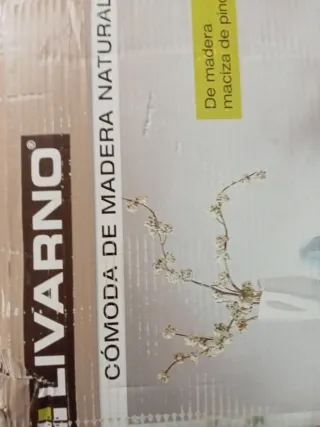 LIVARNO®
CÓMODA DE MADERA NATURAL
De madera
maciza de pino